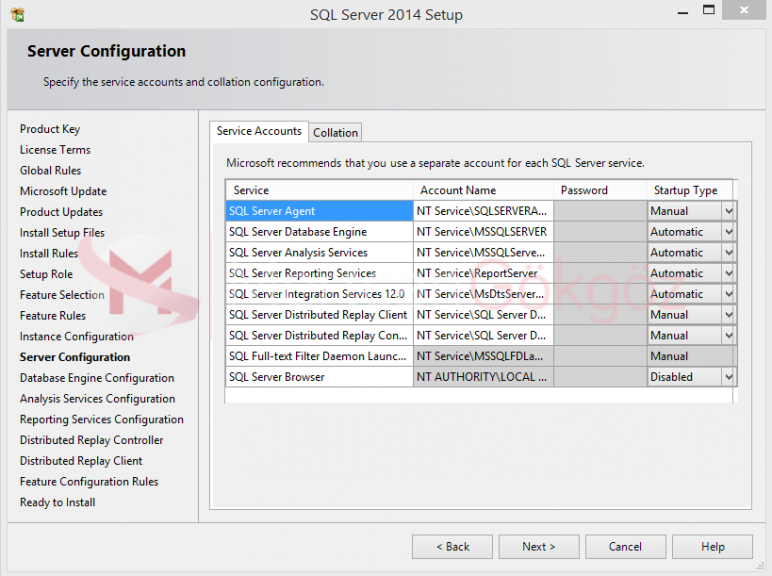 SQL Server 2014 Setup
Server Configuration
Specify the service accounts and collation configuration.
Product Key
License Terms
Global Rules
Microsoft Update
Product Updates
Install Setup Files
Install Rules
Setup Role
Feature Selection
Feature Rules
Instance Configuration
Server Configuration
Database Engine Configuration
Analysis Services Configuration
Reporting Services Configuration
Distributed Replay Controller
Distributed Replay Client
Feature Configuration Rules
Ready to Install
Service Accounts Collation
Microsoft recommends that you use a separate account for each SQL Server service.
Service Account Name Password Startup Type
SQL Server Agent NT Service\SQLSERVERA... Manual
SQL Server Database Engine NT Service\MSSQLSERVER Automatic
SQL Server Analysis Services NT Service\MSSQLServe... Automatic
SQL Server Reporting Services NT Service\ReportServer Automatic
SQL Server Integration Services 12.0 NT Service\MsDtsServer... Automatic
SQL Server Distributed Replay Client NT Service\SQL Server D... Manual
SQL Server Distributed Replay Con... NT Service\SQL Server D... Manual
SQL Full-text Filter Daemon Launc... NT Service\MSSQLFDLa... Manual
SQL Server Browser NT AUTHORITY\LOCAL ... Disabled
Gökgöz
< Back Next > Cancel Help